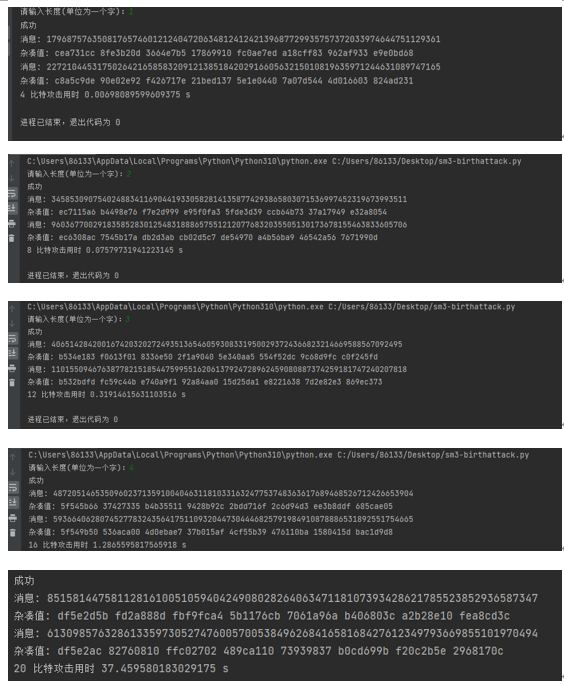 请输入长度(单位为一个字): 1
成功
消息: 17968757635081765746012124047206348124124213968772993575737203397464475112​9361
杂凑值: cea731cc 8fe3b20d 3664e7b5 17869910 fc0ae7ed a18cff83 962af933 e9e0bd68
消息: 22721044531750264216585832091213851842029166056321501081963597124463108974716​5
杂凑值: c8a5c9de 90e02e92 f426717e 21bed137 5e1e0440 7a07d544 4d016603 824ad231
4 比特攻击用时 0.00698089599609375 s
进程已结束,退出代码为 0
C:\Users\86133\AppData\Local\Programs\Python\Python310\python.exe C:/Users/86133/Desktop/sm3-birthattack.py
请输入长度(单位为一个字): 2
成功
消息: 34585309075402488341169044193305828141358774293865803071536997452319673993511
杂凑值: ec7115a6 b4498e76 f7e2d999 e95f0fa3 5fde3d39 ccb64b73 37a17949 e32a8054
消息: 96036770029183585283012548318886575512120776832035505130173678155463833605706
杂凑值: ec6308ac 7545b17a db2d3ab cb02d5c7 de54970 a4b56ba9 46542a56 7671990d
8 比特攻击用时 0.07579731941223145 s
进程已结束,退出代码为 0
C:\Users\86133\AppData\Local\Programs\Python\Python310\python.exe C:/Users/86133/Desktop/sm3-birthattack.py
请输入长度(单位为一个字): 3
成功
消息: 40651428420016742032027249351365460593083319500293724366823214669588567092495
杂凑值: b534e183 f0613f01 8336e50 2f1a9040 5e340aa5 554f52dc 9c68d9fc c0f245fd
消息: 110155094676387782151854475995516206137924728962459080887374259181747240207818
杂凑值: b532bdfd fc59c44b e740a9f1 92a84aa0 15d25da1 e8221638 7d2e82e3 869ec373
12 比特攻击用时 0.31914615631103516 s
进程已结束,退出代码为 0
C:\Users\86133\AppData\Local\Programs\Python\Python310\python.exe C:/Users/86133/Desktop/sm3-birthattack.py
请输入长度(单位为一个字): 4
成功
消息: 48720514653509602371359100404631181033163247753748363617689468526712426653904
杂凑值: 5f545b66 37427335 b4b35511 9428b92c 2bdd716f 2c6d94d3 ee3b8ddf 685cae05
消息: 59366406280745277832435641751109320447304446825791984910878886531892551754665
杂凑值: 5f549b50 536aca00 4d0ebae7 37b015af 4cf55b39 476110ba 1580415d bac1d9d8
16 比特攻击用时 1.2865595817565918 s
成功
消息: 85158144758112816100510594042490802826406347118107393428621785523852936587347
杂凑值: df5e2d5b fd2a888d fbf9fca4 5b1176cb 7061a96a b406803c a2b28e10 fea8cd3c
消息: 61309857632861335973052747600570053849626841658168427612349793669855101970494
杂凑值: df5e2ac 82760810 ffc02702 489ca110 73939837 b0cd699b f20c2b5e 2968170c
20 比特攻击用时 37.459580183029175 s